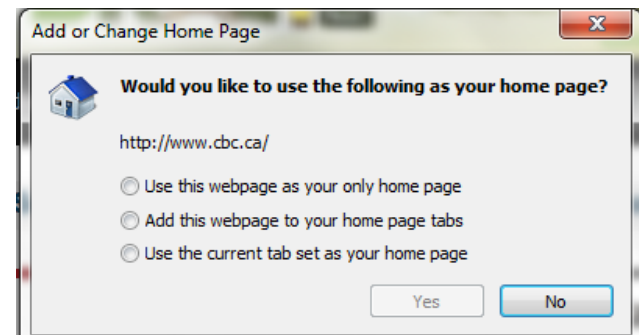 Add or Change Home Page
Would you like to use the following as your home page?
http://www.cbc.ca/
Use this webpage as your only home page
Add this webpage to your home page tabs
Use the current tab set as your home page
Yes No